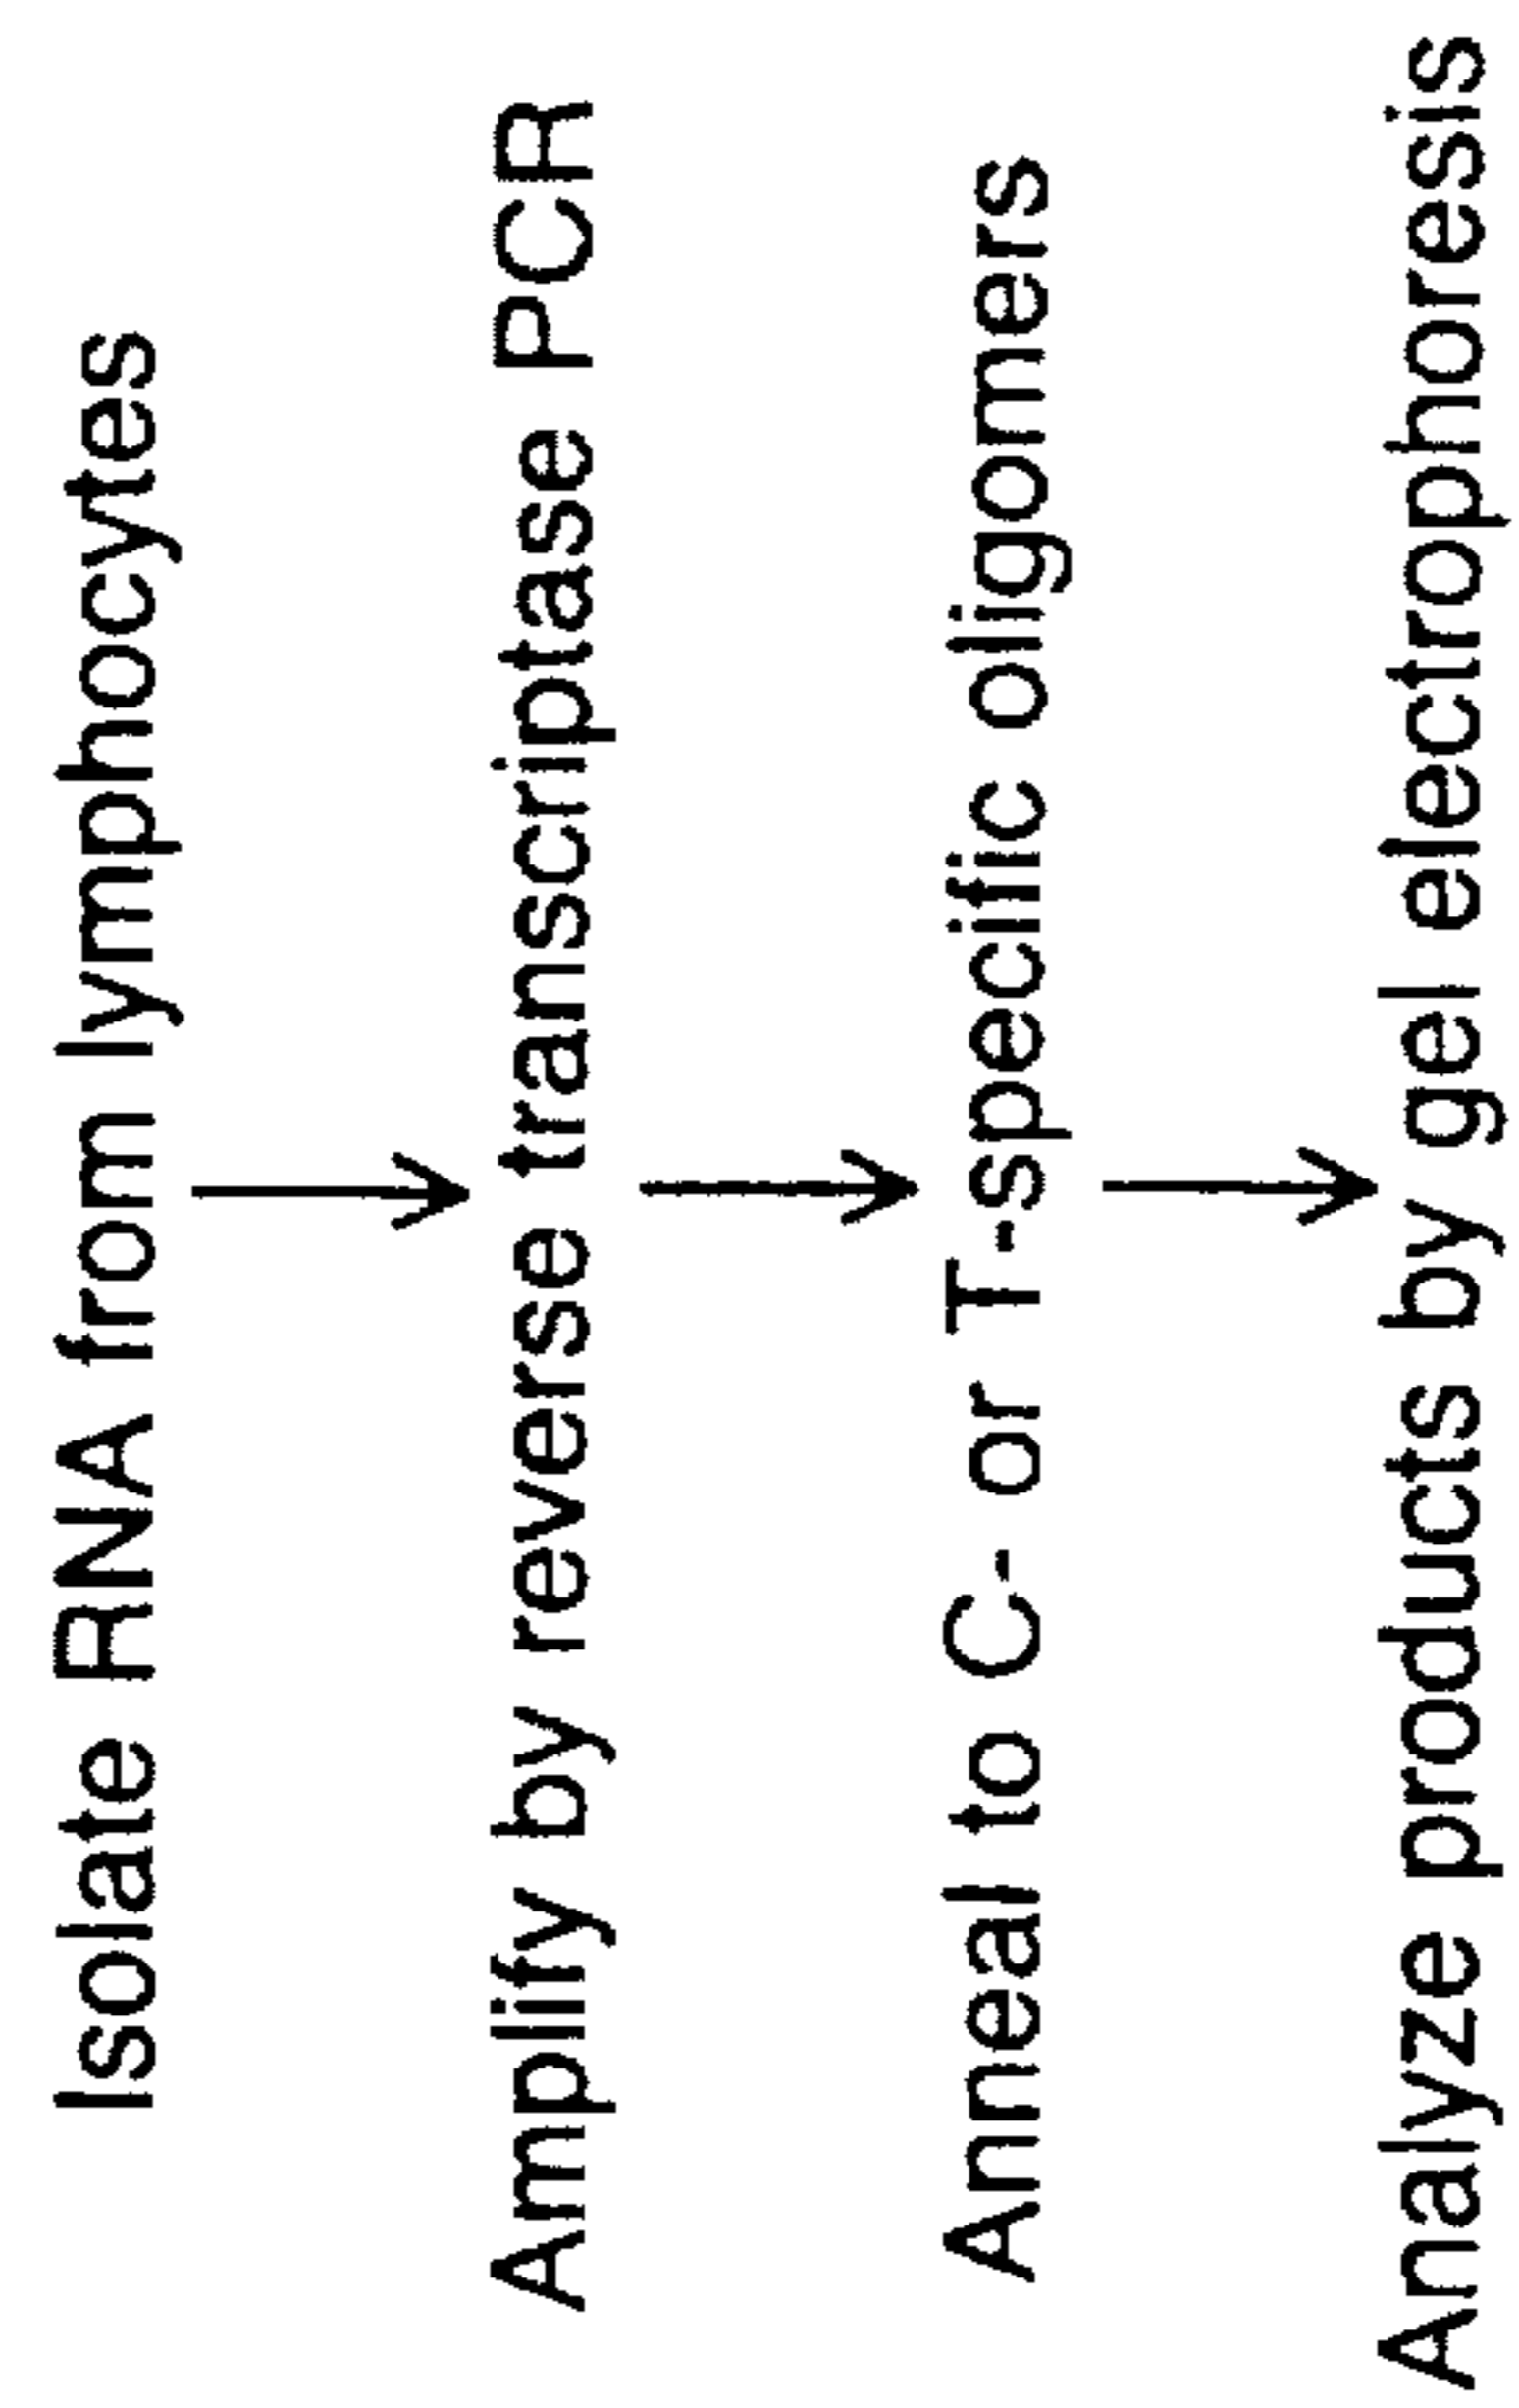 Isolate RNA from lymphocytes
Amplify by reverse transcriptase PCR
Anneal to C- or T-specific oligomers
Analyze products by gel electrophoresis